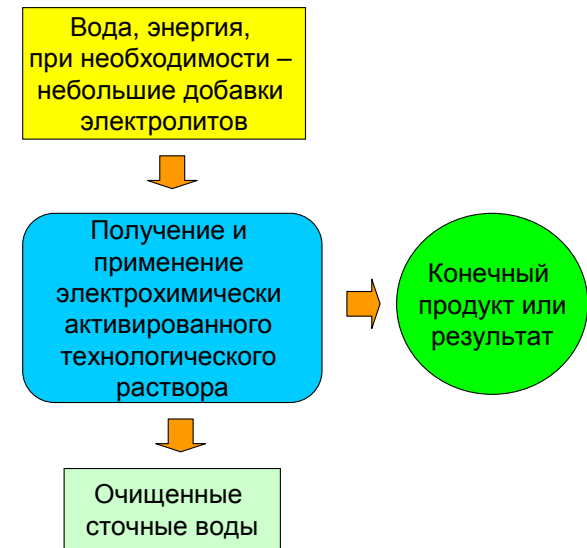 Вода, энергия,
при необходимости –
небольшие добавки
электролитов
Получение и
применение
электрохимически
активированного
технологического
раствора
Конечный
продукт или
результат
Очищенные
сточные воды